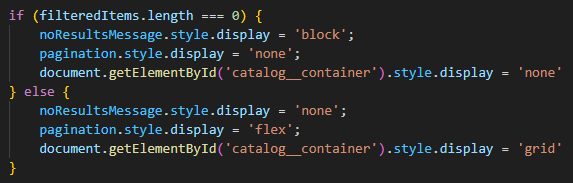 if (filteredItems.length === 0) {
    noResultsMessage.style.display = 'block';
    pagination.style.display = 'none';
    document.getElementById('catalog__container').style.display = 'none'
} else {
    noResultsMessage.style.display = 'none';
    pagination.style.display = 'flex';
    document.getElementById('catalog__container').style.display = 'grid'
}